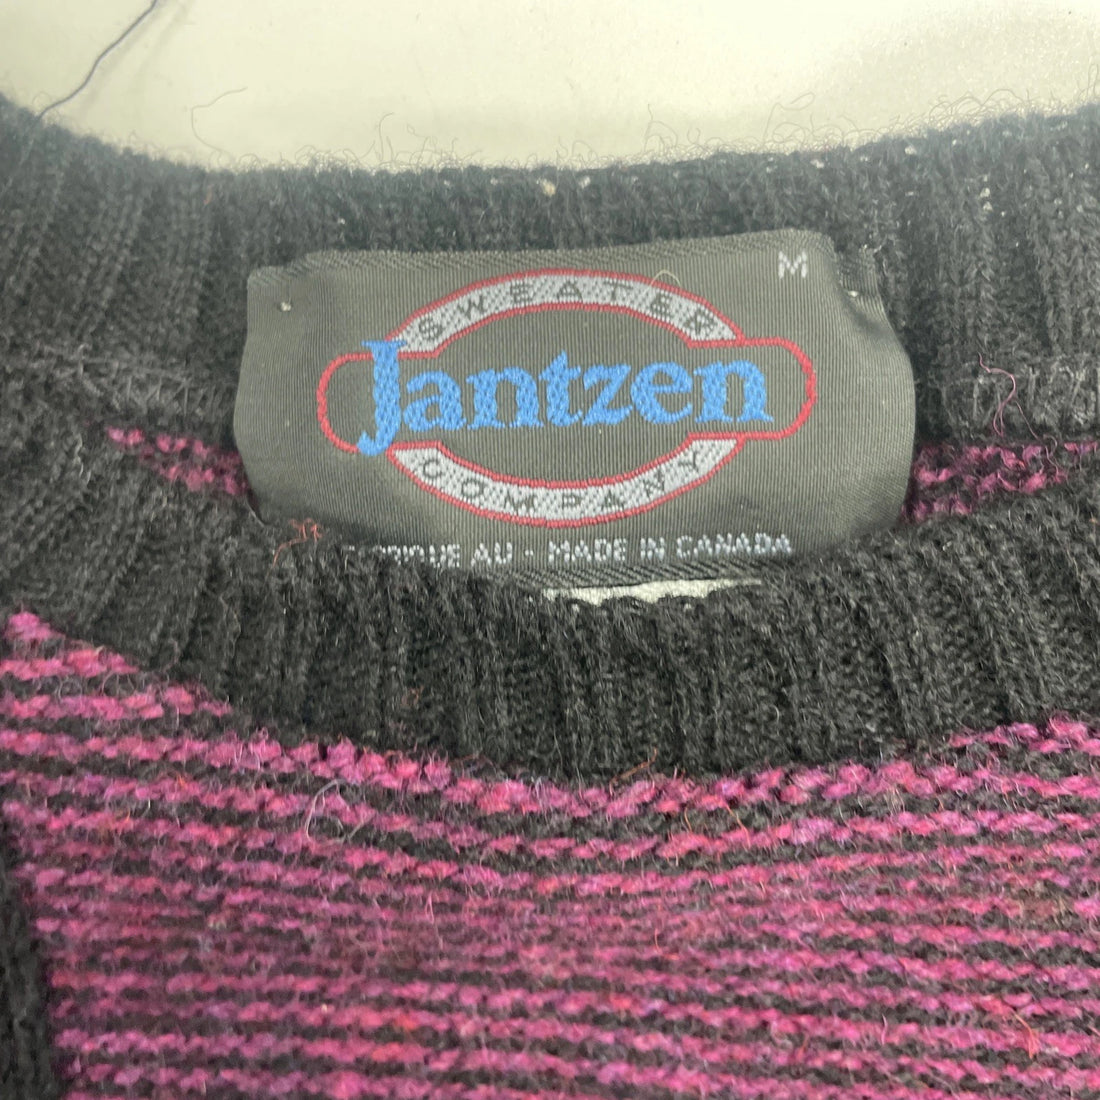 M
SWEATER
Jantzen
COMPANY
AU - MADE IN CANADA